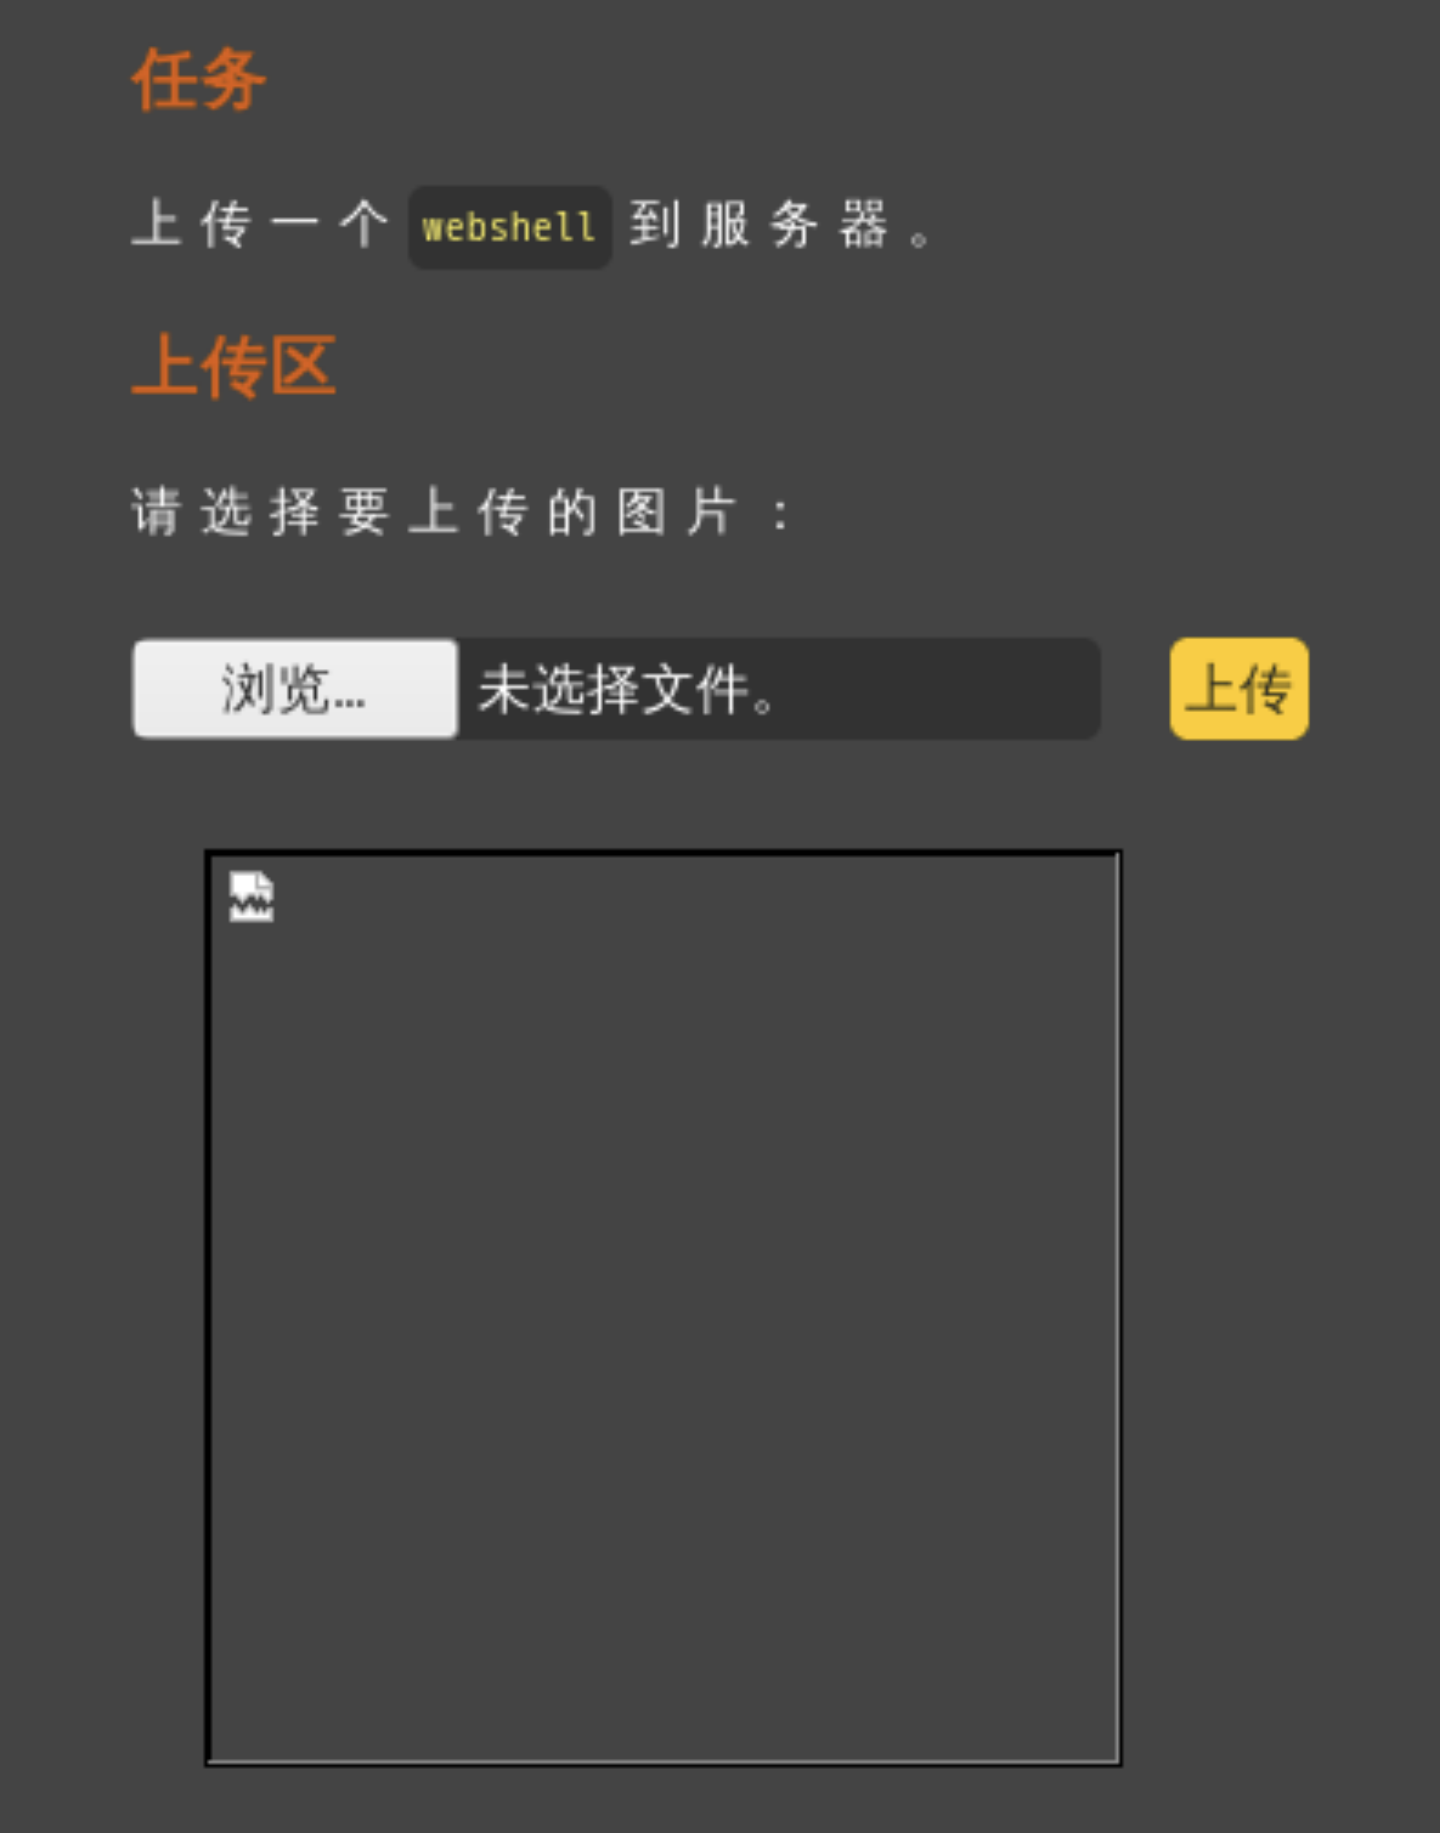 任务
上传一个 webshell 到服务器。
上传区
请选择要上传的图片：
浏览... 未选择文件。 上传